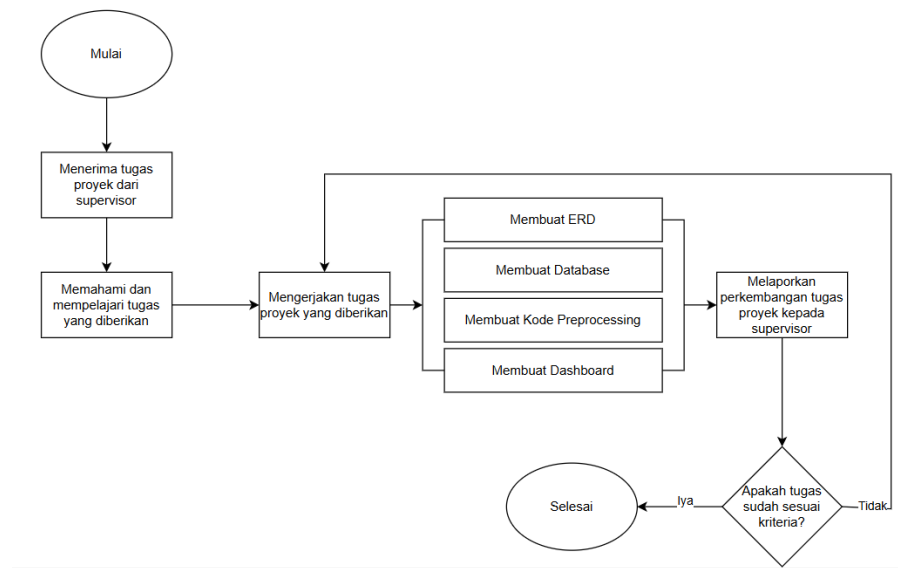 Mulai
Menerima tugas
proyek dari
supervisor
Memahami dan
mempelajari tugas
yang diberikan
Mengerjakan tugas
proyek yang diberikan
Membuat ERD
Membuat Database
Membuat Kode Preprocessing
Membuat Dashboard
Melaporkan
perkembangan tugas
proyek kepada
supervisor
Apakah tugas
sudah sesuai
kriteria?
Tidak
Iya
Selesai